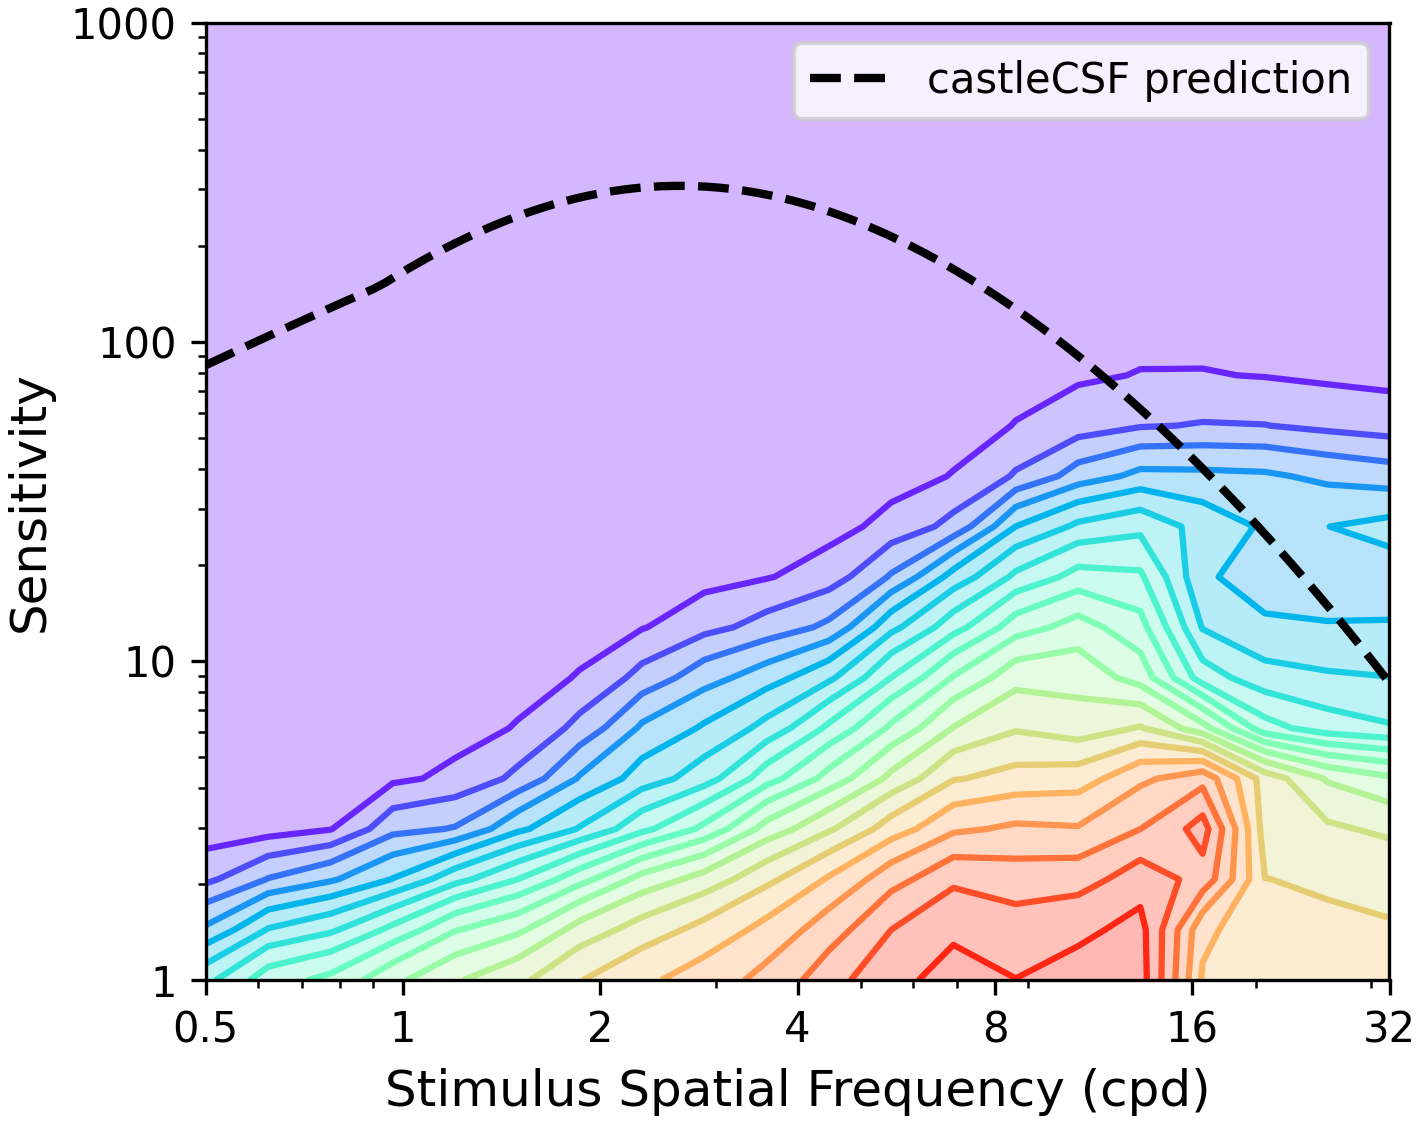 1000
castleCSF prediction
100
Sensitivity
10
1
0.5 1 2 4 8 16 32
Stimulus Spatial Frequency (cpd)